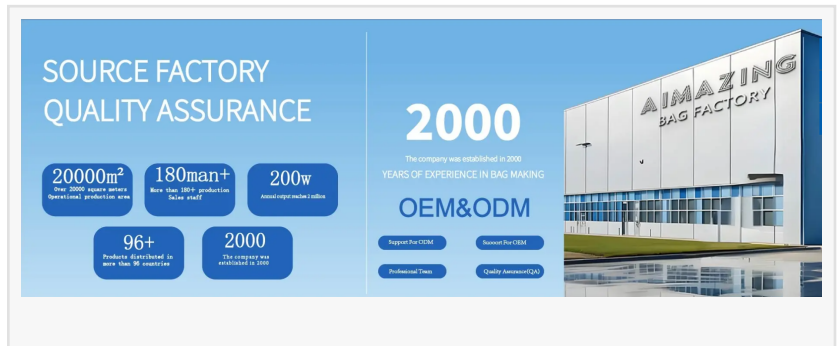 SOURCE FACTORY
QUALITY ASSURANCE
20000m²
Over 20000 square meters
Operational production area
180man+
More than 180+ production
Sales staff
200w
Annual output reaches 2 million
96+
Products distributed in
more than 96 countries
2000
The company was
established in 2000
2000
The company was established in 2000
YEARS OF EXPERIENCE IN BAG MAKING
OEM&ODM
Support For ODM
Support For OEM
Professional Team
Quality Assurance(QA)
AIMAZING
BAG FACTORY